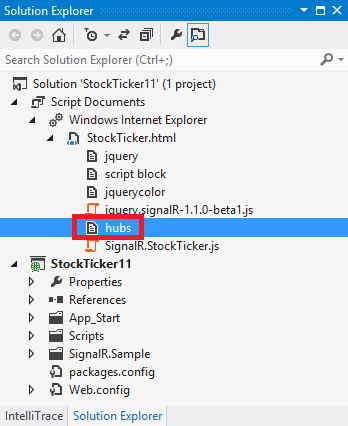 Solution Explorer
Search Solution Explorer (Ctrl+;)
Solution 'StockTicker11' (1 project)
Script Documents
Windows Internet Explorer
StockTicker.html
jquery
script block
jquerycolor
jquery.signalR-1.1.0-beta1.js
hubs
SignalR.StockTicker.js
StockTicker11
Properties
References
App_Start
Scripts
SignalR.Sample
packages.config
Web.config
IntelliTrace Solution Explorer